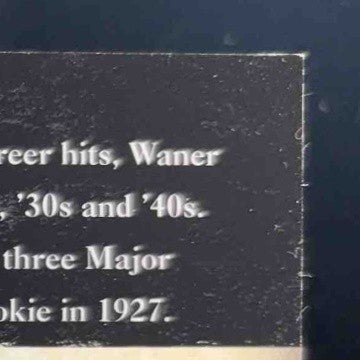 reer hits, Waner
, ’30s and ’40s.
three Major
okie in 1927.